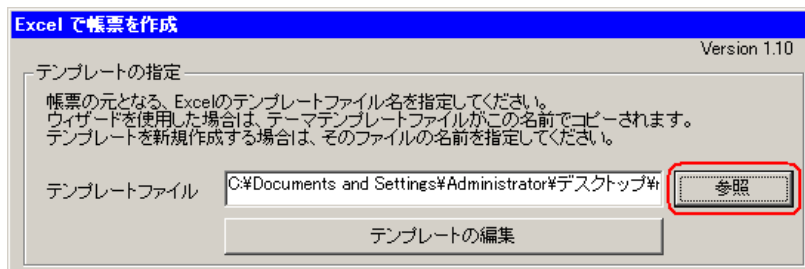 Excel で帳票を作成
Version 1.10
テンプレートの指定
帳票の元となる、Excelのテンプレートファイル名を指定してください。
ウィザードを使用した場合は、テーマテンプレートファイルがこの名前でコピーされます。
テンプレートを新規作成する場合は、そのファイルの名前を指定してください。
テンプレートファイル C:¥Documents and Settings¥Administrator¥デスクトップ¥r 参照
テンプレートの編集